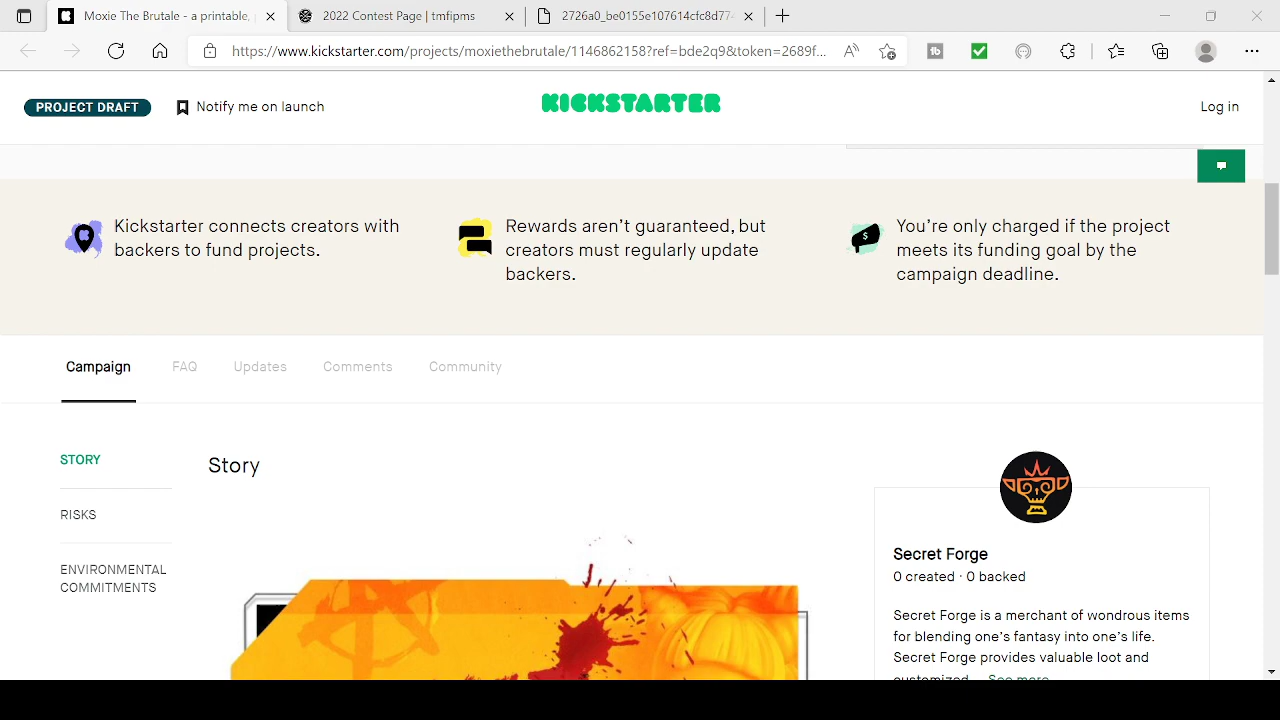 Moxie The Brutale - a printable,
2022 Contest Page | tmfipms
2726a0_be0155e107614cfc8d774
https://www.kickstarter.com/projects/moxiethebrutale/1146862158?ref=bde2q9&token=2689f...
PROJECT DRAFT
Notify me on launch
KICKSTARTER
Log in
Kickstarter connects creators with
backers to fund projects.
Rewards aren't guaranteed, but
creators must regularly update
backers.
You're only charged if the project
meets its funding goal by the
campaign deadline.
Campaign
FAQ
Updates
Comments
Community
STORY
RISKS
ENVIRONMENTAL
COMMITMENTS
Story
Secret Forge
0 created · 0 backed
Secret Forge is a merchant of wondrous items
for blending one's fantasy into one's life.
Secret Forge provides valuable loot and
customized... See more